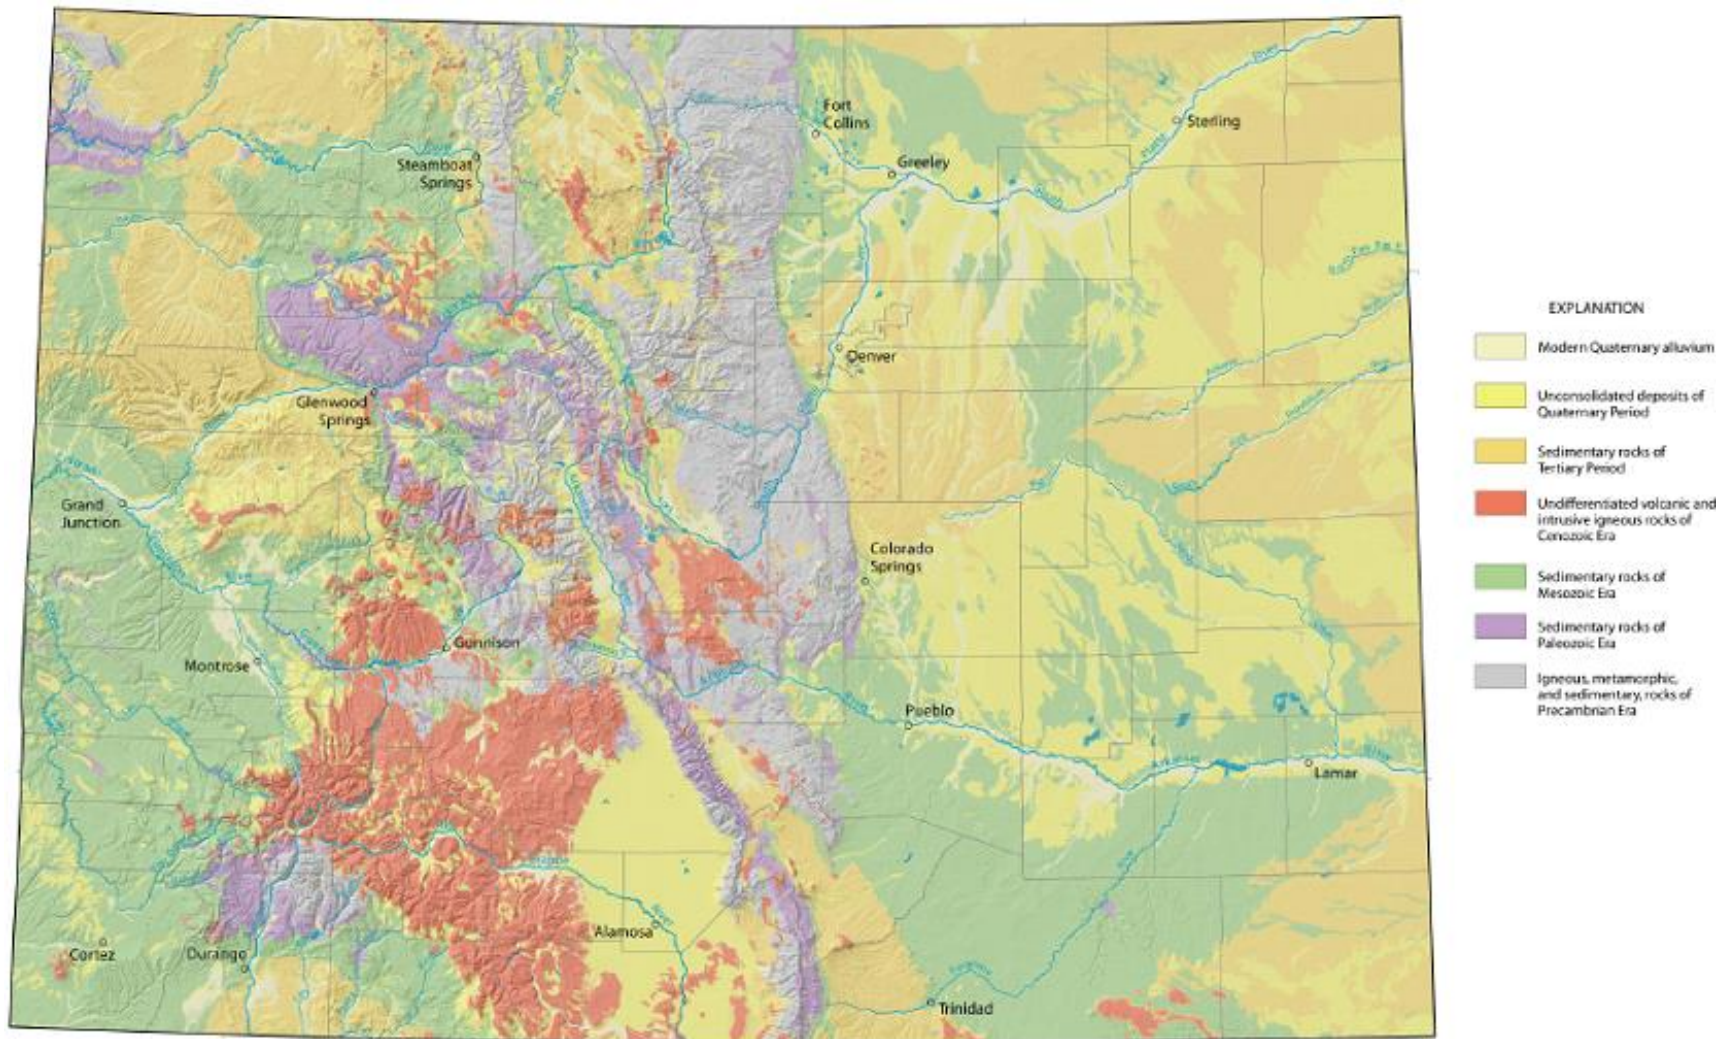 Fort
Collins
Sterling
Steamboat
Springs
Greeley
Denver
Glenwood
Springs
Grand
Junction
Colorado
Springs
Gunnison
Montrose
Pueblo
Lamar
Alamosa
Cortez
Durango
Trinidad
EXPLANATION
Modern Quaternary alluvium
Unconsolidated deposits of
Quaternary Period
Sedimentary rocks of
Tertiary Period
Undifferentiated volcanic and
intrusive igneous rocks of
Cenozoic Era
Sedimentary rocks of
Mesozoic Era
Sedimentary rocks of
Paleozoic Era
Igneous, metamorphic,
and sedimentary, rocks of
Precambrian Era